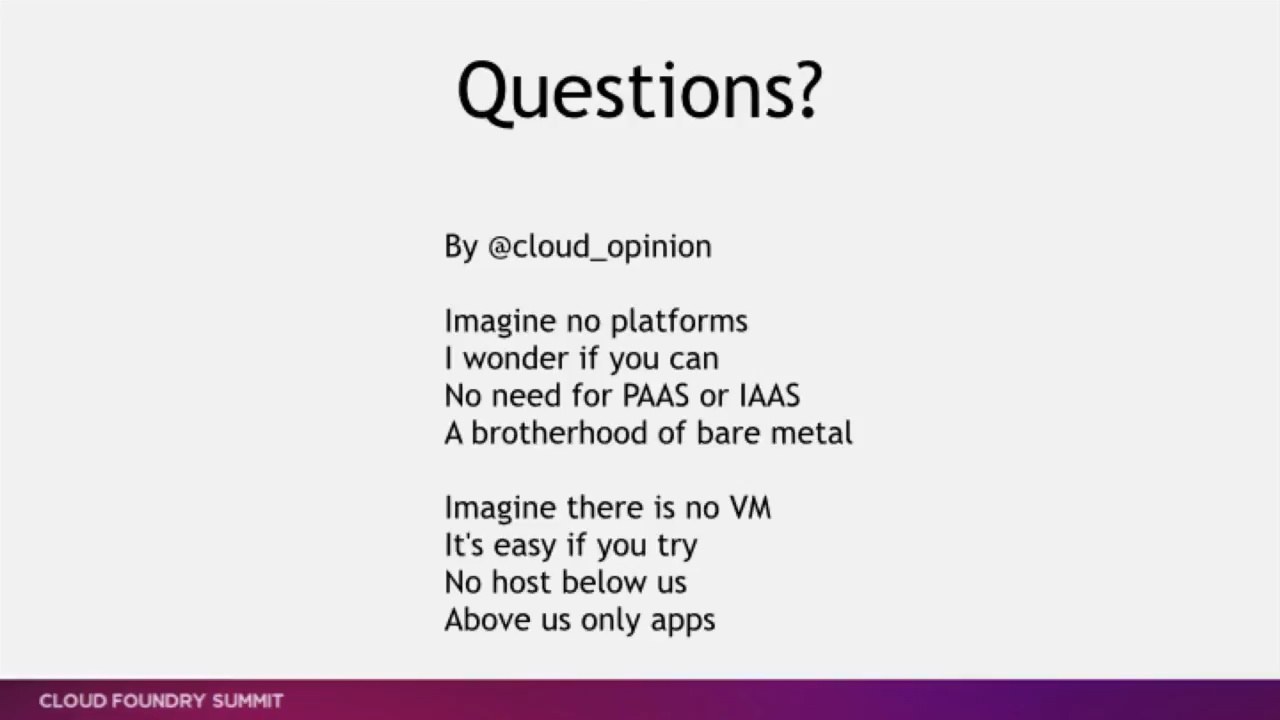 Questions?
By @cloud_opinion
Imagine no platforms
I wonder if you can
No need for PAAS or IAAS
A brotherhood of bare metal
Imagine there is no VM
It's easy if you try
No host below us
Above us only apps
CLOUD FOUNDRY SUMMIT